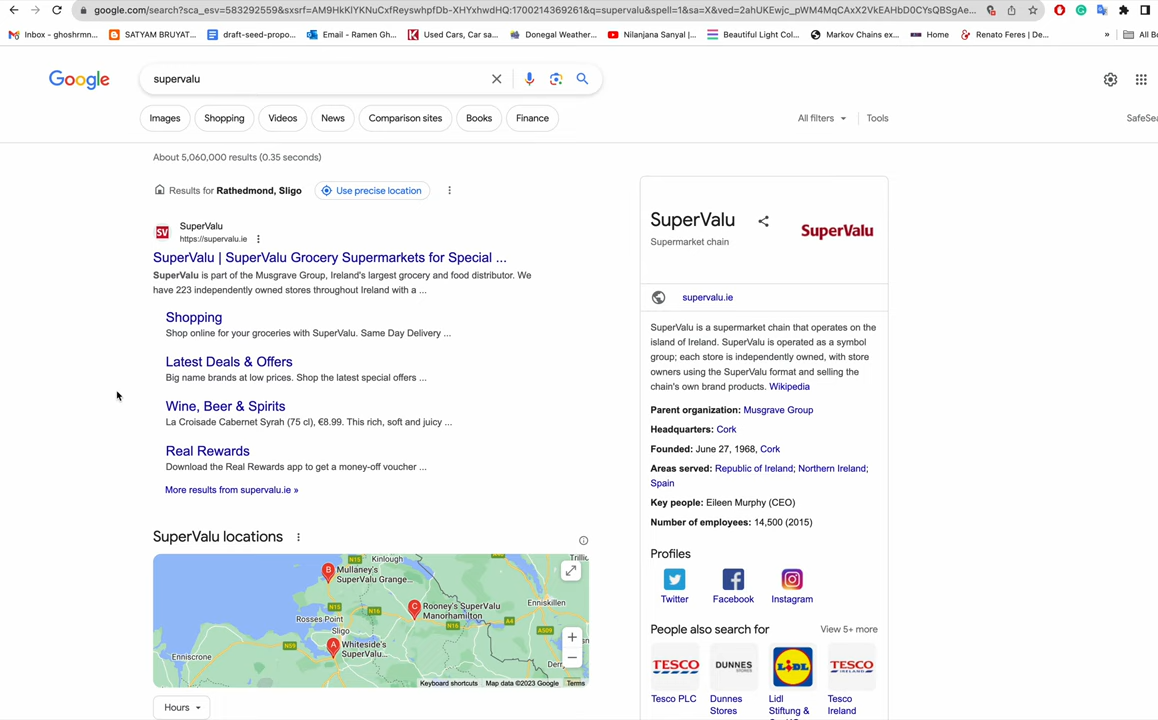 google.com/search?sca_esv=583292559&sxsrf=AM9HkKlYKNuCxfReyswhpfDb-XHYxhwdHQ:1700214369261&q=supervalu&spell=1&sa=X&ved=2ahUKEwjc_pWM4MqCAxX2VkEAHbD0CYsQBSgAe...
Inbox - ghoshrmn...
SATYAM BRUYAT...
draft-seed-propo...
Email - Ramen Gh...
Used Cars, Car sa...
Donegal Weather...
Nilanjana Sanyal |...
Beautiful Light Col...
Markov Chains ex...
Home
Renato Feres | De...
»
All B
Google
supervalu
Images
Shopping
Videos
News
Comparison sites
Books
Finance
All filters
Tools
SafeSea
About 5,060,000 results (0.35 seconds)
Results for Rathedmond, Sligo
Use precise location
SV
SuperValu
https://supervalu.ie
SuperValu | SuperValu Grocery Supermarkets for Special ...
SuperValu is part of the Musgrave Group, Ireland's largest grocery and food distributor. We
have 223 independently owned stores throughout Ireland with a ...
Shopping
Shop online for your groceries with SuperValu. Same Day Delivery ...
Latest Deals & Offers
Big name brands at low prices. Shop the latest special offers ...
Wine, Beer & Spirits
La Croisade Cabernet Syrah (75 cl), €8.99. This rich, soft and juicy ...
Real Rewards
Download the Real Rewards app to get a money-off voucher ...
More results from supervalu.ie »
SuperValu locations
N15
Kinlough
Trillic
B
Mullaney's
SuperValu Grange...
N15
N16
C
Rooney's SuperValu
Manorhamilton
Enniskillen
Rosses Point
N16
A4
Sligo
A509
A
Whiteside's
SuperValu...
N59
Enniscrone
Derry
+
−
Keyboard shortcuts
Map data ©2023 Google
Terms
Hours
SuperValu
Supermarket chain
SuperValu
supervalu.ie
SuperValu is a supermarket chain that operates on the
island of Ireland. SuperValu is operated as a symbol
group; each store is independently owned, with store
owners using the SuperValu format and selling the
chain's own brand products. Wikipedia
Parent organization: Musgrave Group
Headquarters: Cork
Founded: June 27, 1968, Cork
Areas served: Republic of Ireland; Northern Ireland;
Spain
Key people: Eileen Murphy (CEO)
Number of employees: 14,500 (2015)
Profiles
Twitter
Facebook
Instagram
People also search for
View 5+ more
TESCO
DUNNES
STORES
LIDL
TESCO
Tesco PLC
Dunnes
Stores
Lidl
Stiftung &
Tesco
Ireland